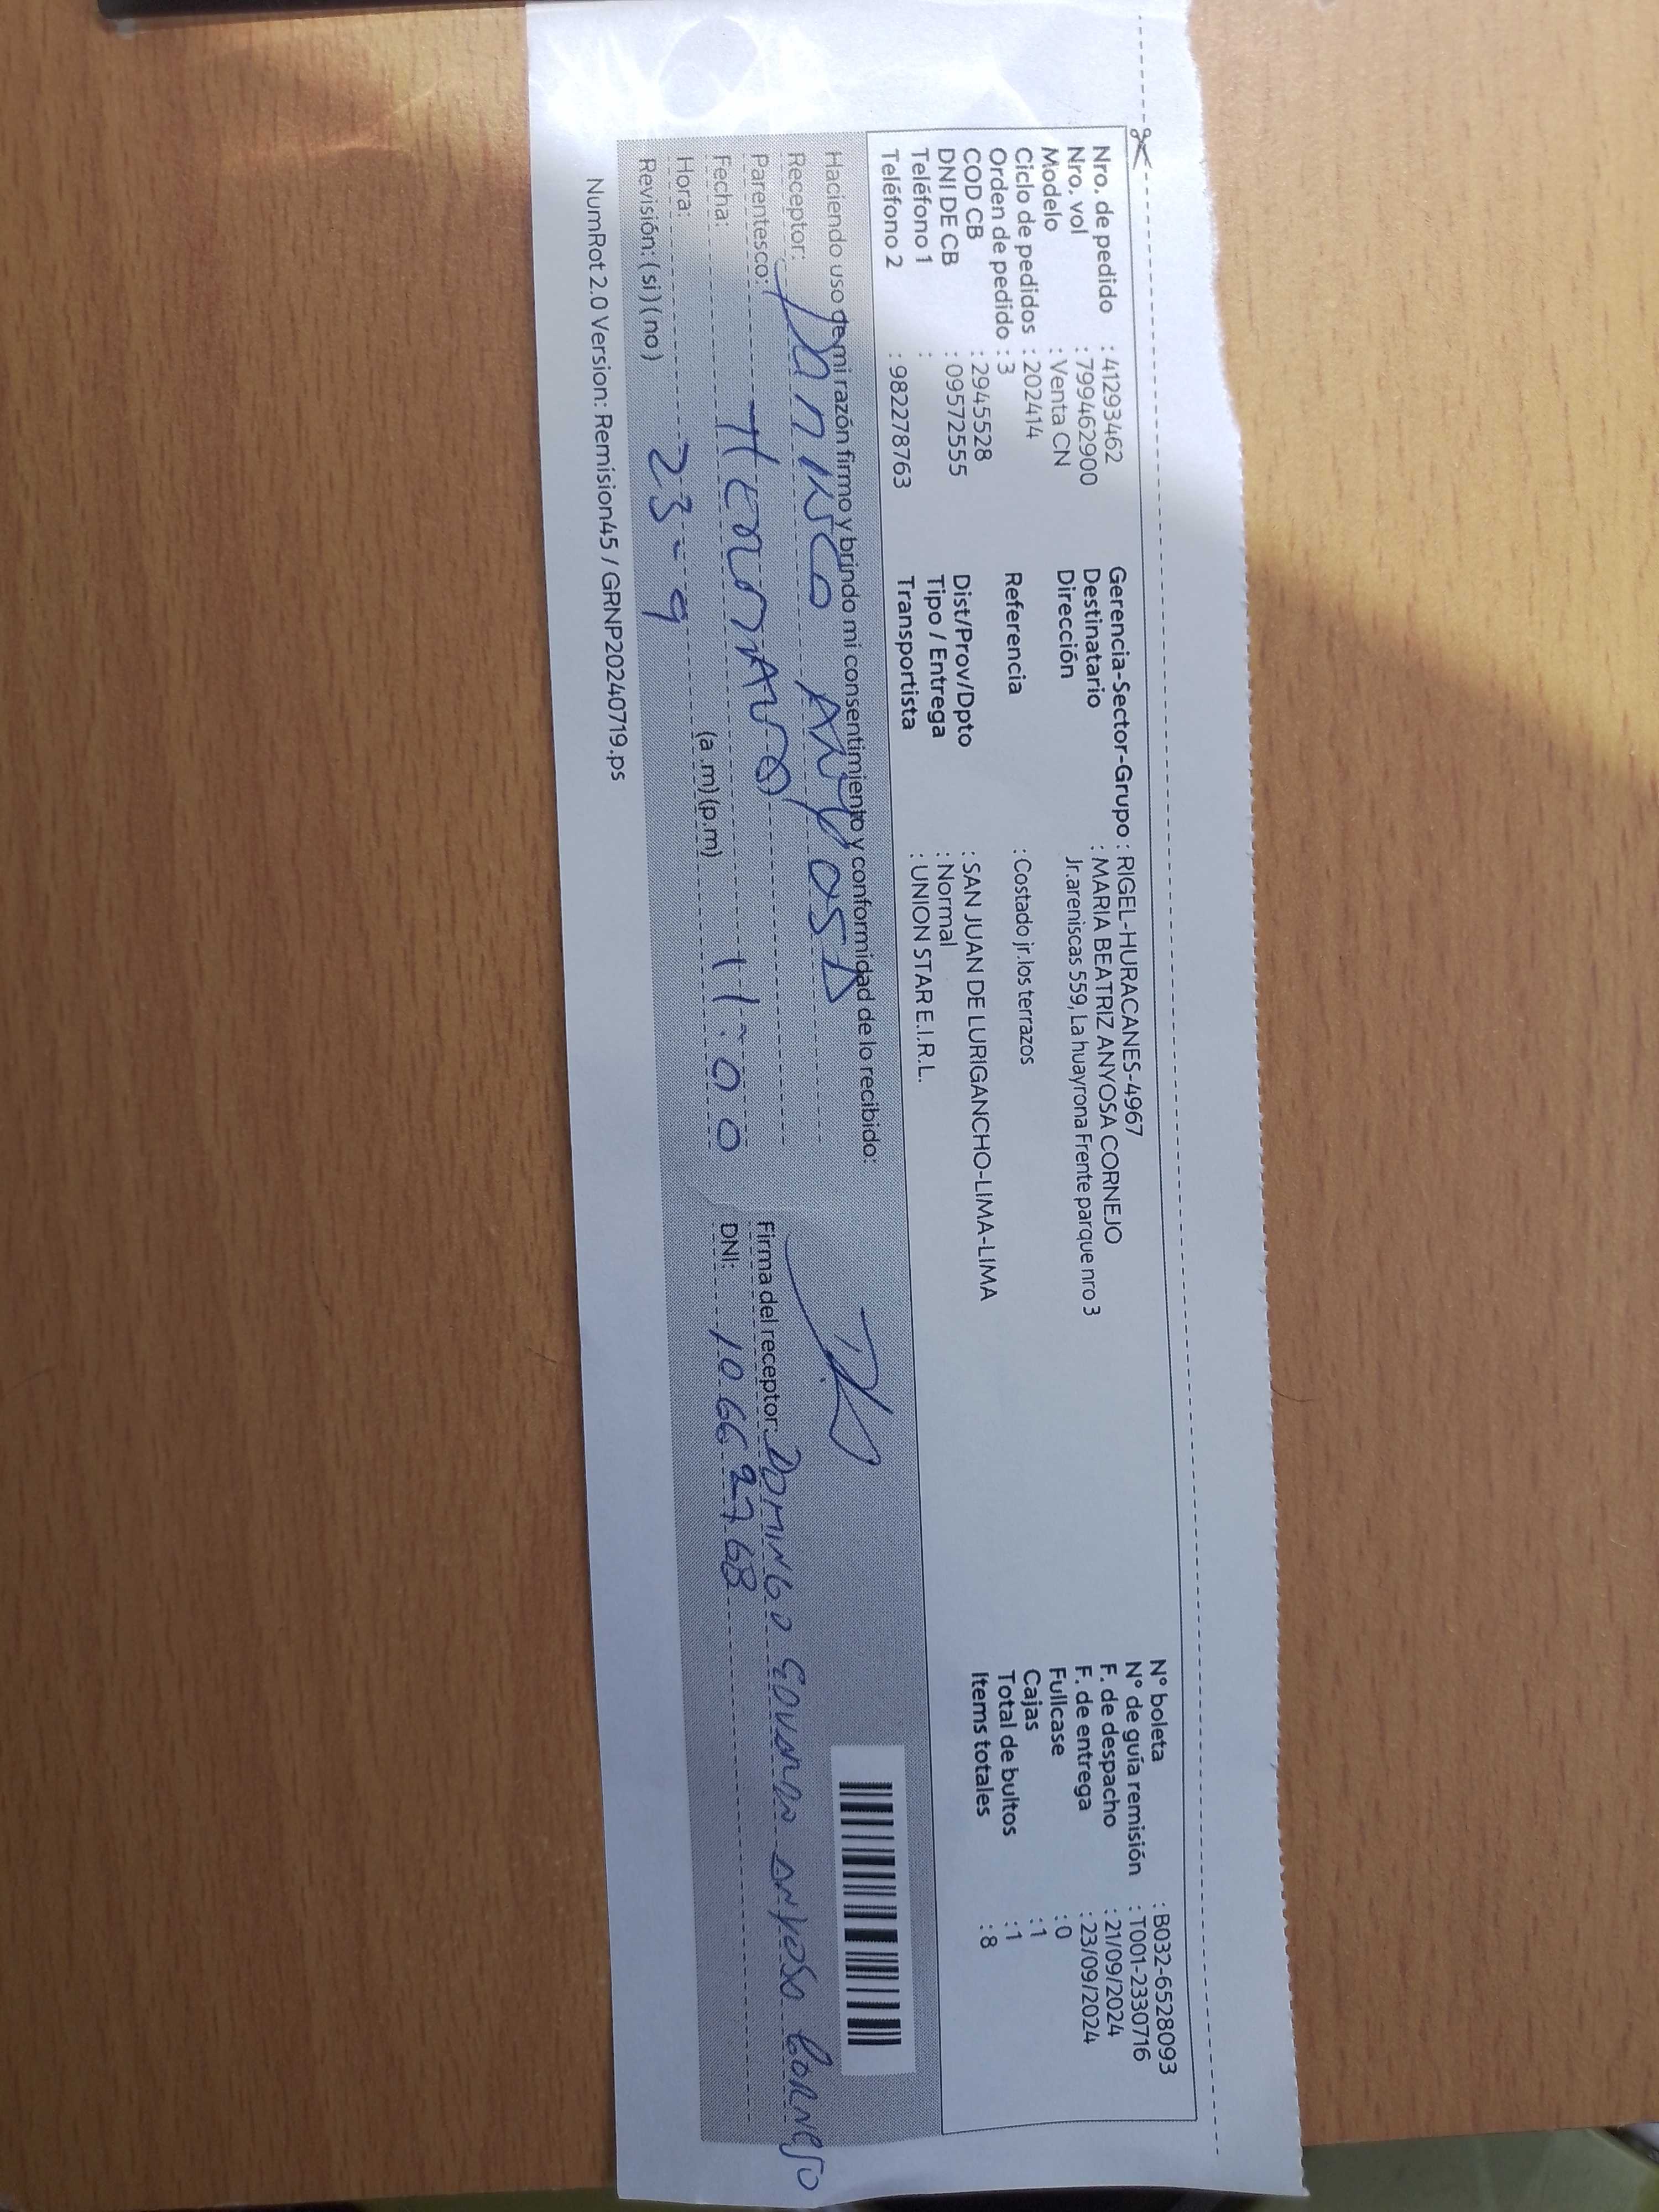 Nro. de pedido : 41293462
Nro. vol : 799462900
Modelo : Venta CN
Ciclo de pedidos : 202414
Orden de pedido : 3
COD CB : 2945528
DNI DE CB : 09572555
Teléfono 1 :
Teléfono 2 : 982278763
Gerencia-Sector-Grupo : RIGEL-HURACANES-4967
Destinatario : MARIA BEATRIZ ANYOSA CORNEJO
Dirección Jr.areniscas 559, La huayrona Frente parque nro 3
Referencia : Costado jr.los terrazos
Dist/Prov/Dpto : SAN JUAN DE LURIGANCHO-LIMA-LIMA
Tipo / Entrega : Normal
Transportista : UNION STAR E.I.R.L.
N° boleta : B032-6528093
N° de guía remisión : T001-2330716
F. de despacho : 21/09/2024
F. de entrega : 23/09/2024
Fullcase : 0
Cajas : 1
Total de bultos : 1
Items totales : 8
Haciendo uso de mi razón firmo y brindo mi consentimiento y conformidad de lo recibido:
Receptor: ANYOSA
Parentesco:
Fecha: 11:00
Hora: 23-9 (a.m)(p.m)
Revisión: (si) (no)
Firma del receptor: DOMINGO EDUARDO ANYOSA CORNEJO
DNI: 10662768
NumRot 2.0 Version: Remision45 / GRNP20240719.ps